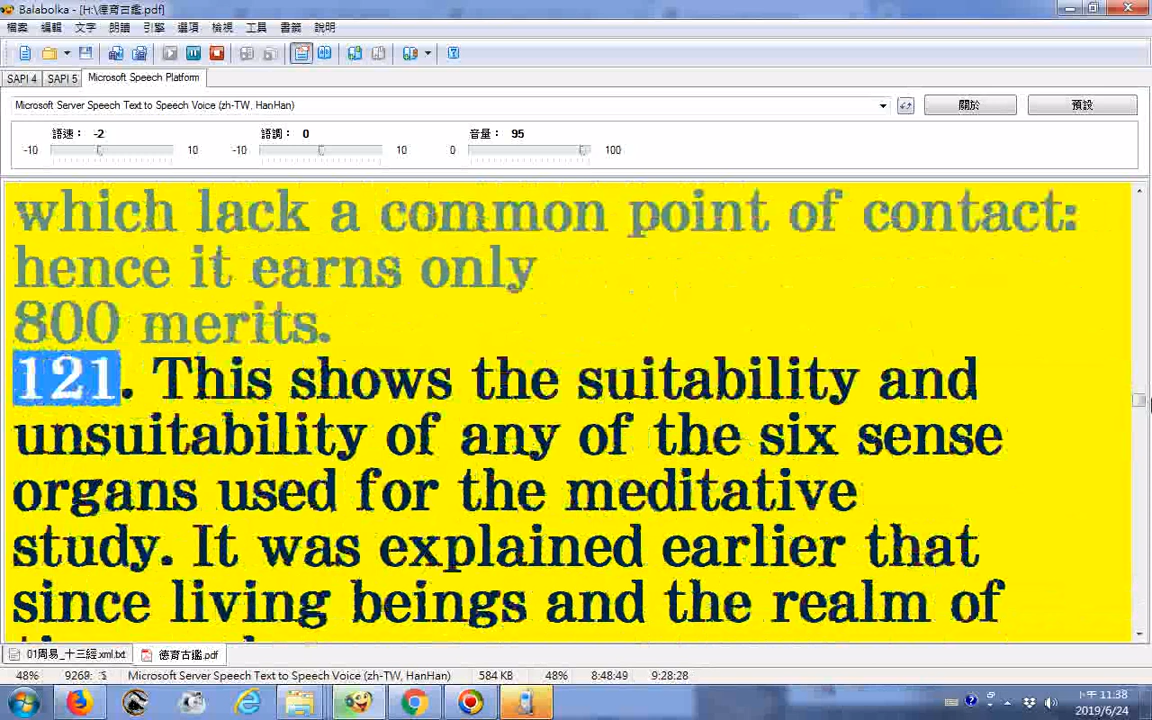 Balabolka - [H:\德育古鑑.pdf]
檔案 編輯 文字 朗讀 引擎 選項 檢視 工具 書籤 說明
SAPI 4 SAPI 5 Microsoft Speech Platform
Microsoft Server Speech Text to Speech Voice (zh-TW, HanHan)
關於 預設
語速： -2 語調： 0 音量： 95
-10 10 -10 10 0 100
which lack a common point of contact:
hence it earns only
800 merits.
121. This shows the suitability and
unsuitability of any of the six sense
organs used for the meditative
study. It was explained earlier that
since living beings and the realm of
01周易_十三經.xml.txt 德育古鑑.pdf
48% 9268: Microsoft Server Speech Text to Speech Voice (zh-TW, HanHan) 584 KB 48% 8:48:49 9:28:28
下午 11:38
2019/6/24